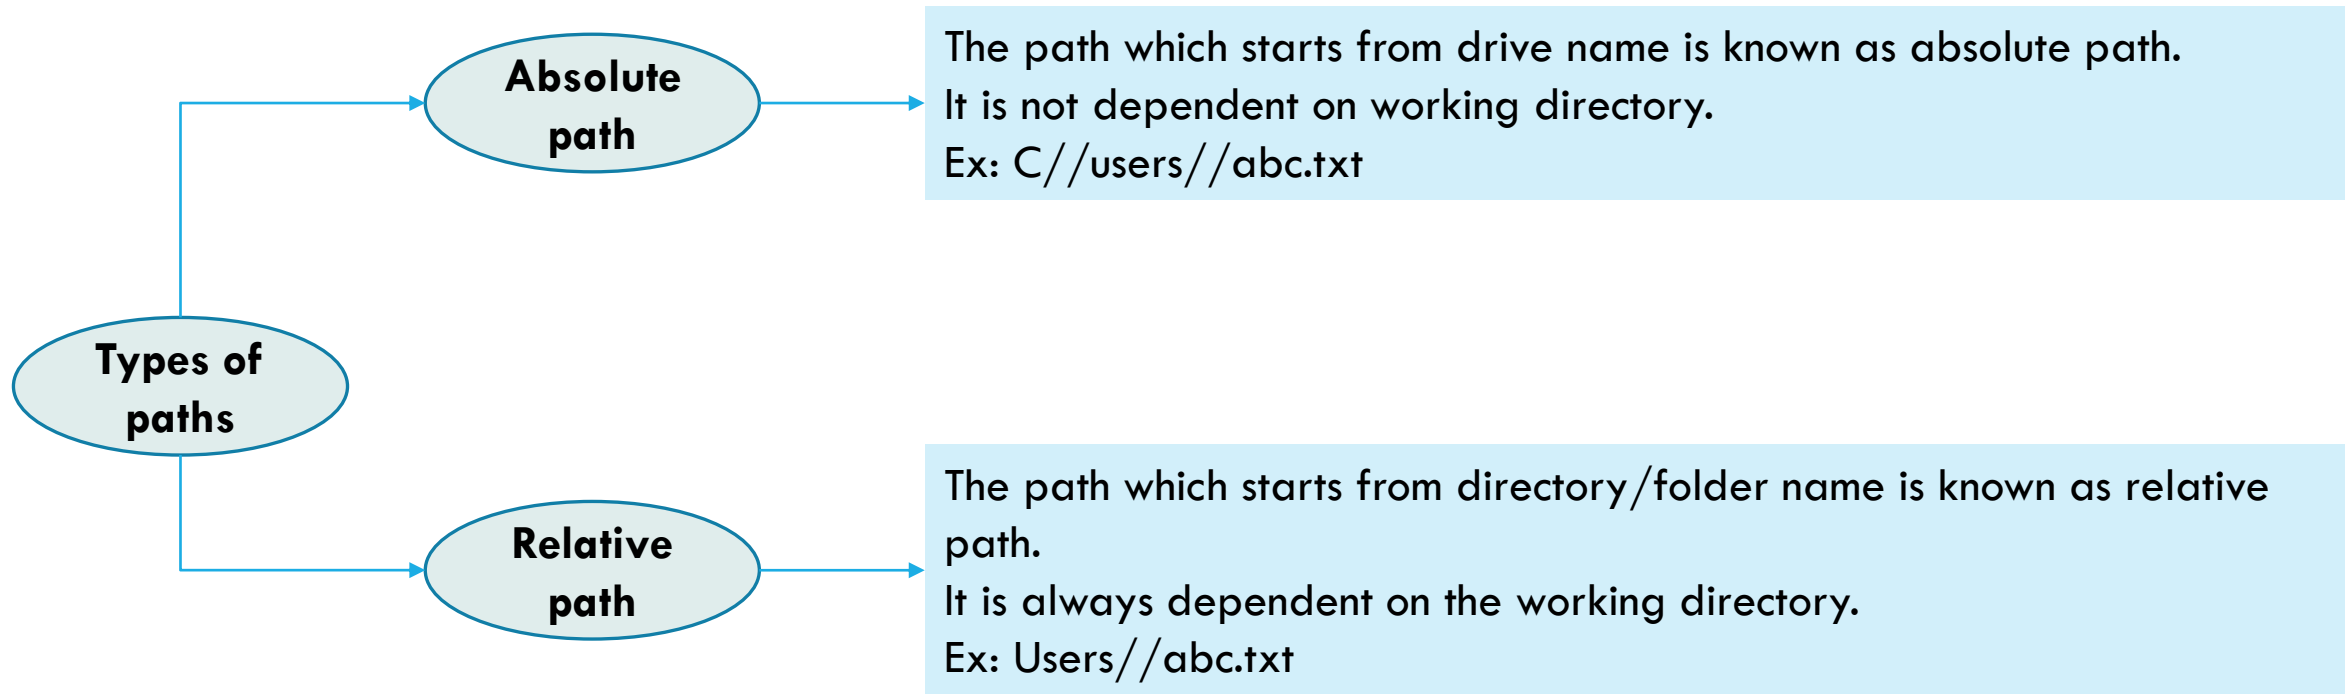 Absolute
path
The path which starts from drive name is known as absolute path.
It is not dependent on working directory.
Ex: C//users//abc.txt
Types of
paths
Relative
path
The path which starts from directory/folder name is known as relative
path.
It is always dependent on the working directory.
Ex: Users//abc.txt